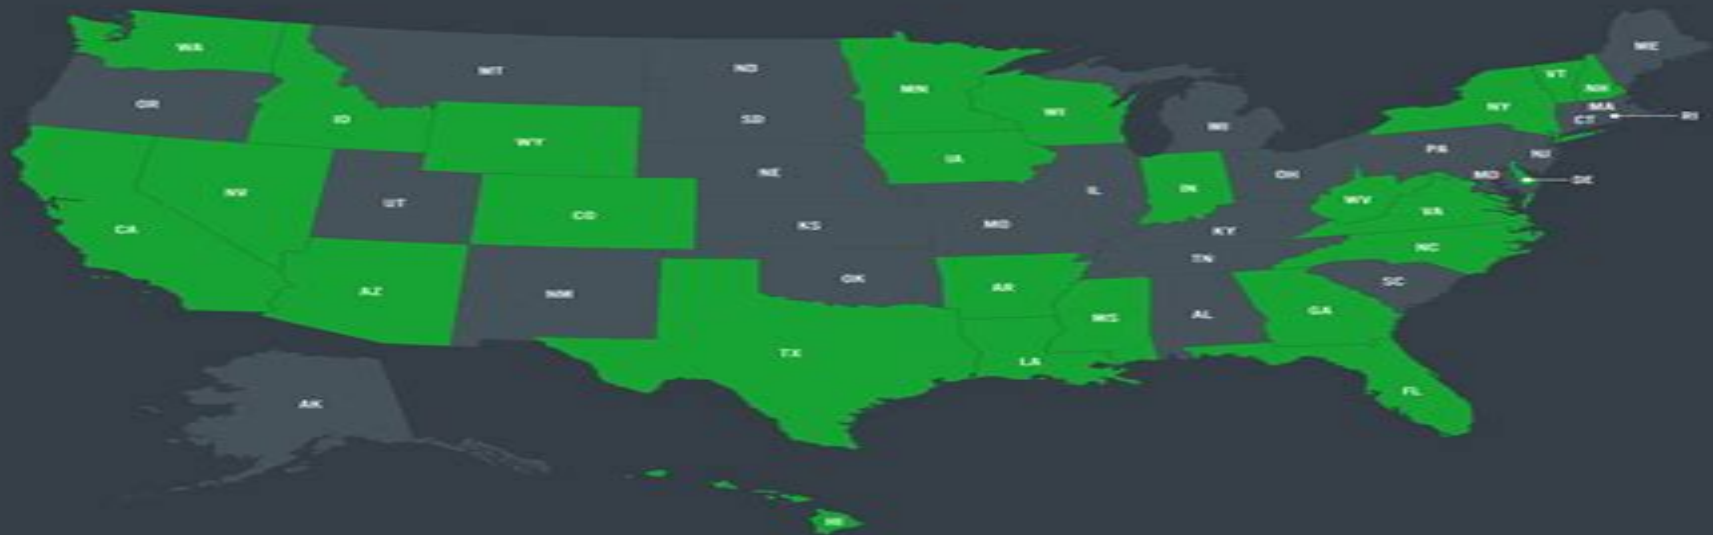 WA
MT
ND
ME
OR
ID
WY
SD
MN
WI
MI
NY
VT
NH
MA
CT
RI
NV
UT
CO
NE
IA
IL
IN
OH
PA
NJ
MD
DE
CA
AZ
NM
KS
MO
KY
WV
VA
OK
AR
TN
NC
SC
TX
LA
MS
AL
GA
FL
AK
HI